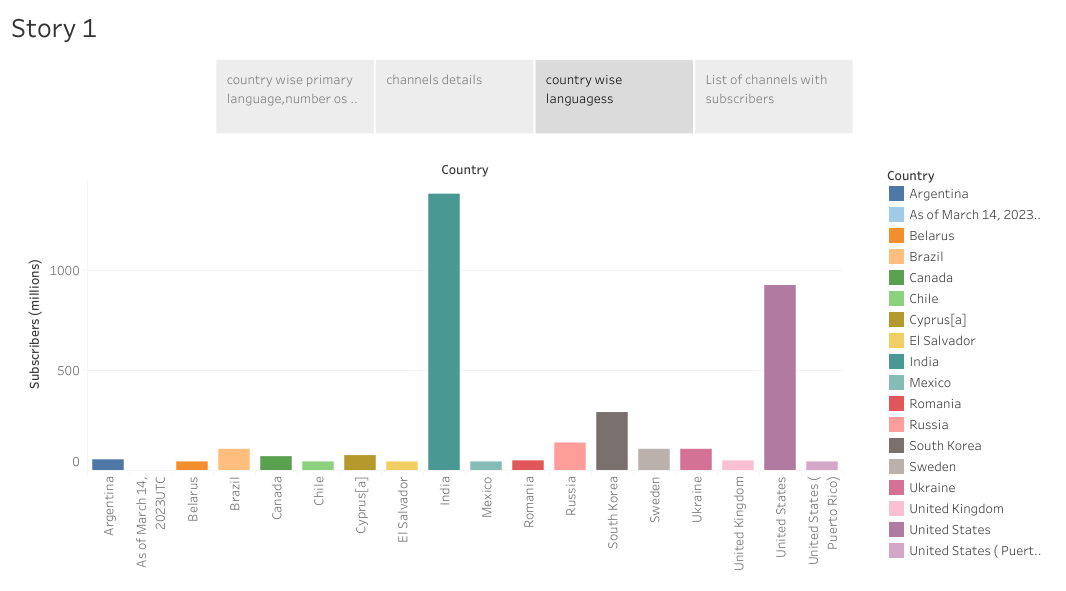 Story 1
country wise primary
language,number os ..
channels details
country wise
languagess
List of channels with
subscribers
Country
Subscribers (millions)
1000
500
0
Argentina
As of March 14,
2023UTC
Belarus
Brazil
Canada
Chile
Cyprus[a]
El Salvador
India
Mexico
Romania
Russia
South Korea
Sweden
Ukraine
United Kingdom
United States
United States (
Puerto Rico)
Country
Argentina
As of March 14, 2023..
Belarus
Brazil
Canada
Chile
Cyprus[a]
El Salvador
India
Mexico
Romania
Russia
South Korea
Sweden
Ukraine
United Kingdom
United States
United States ( Puert..